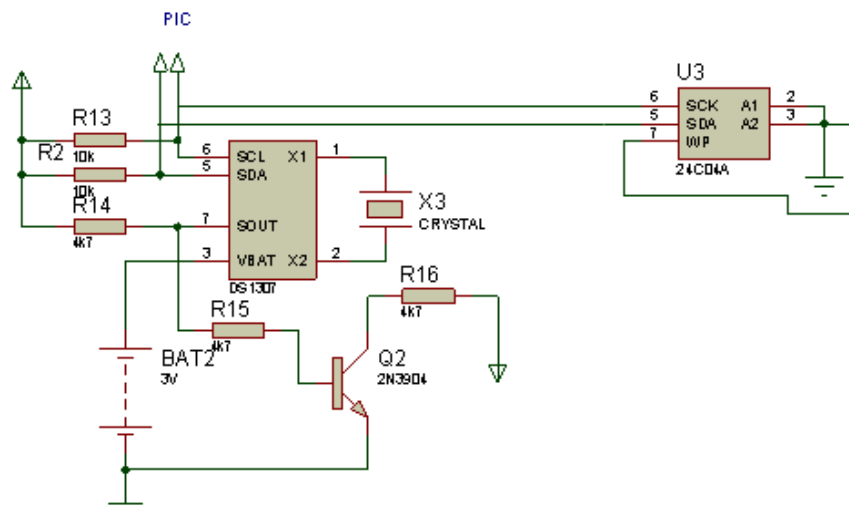 PIC
U3
6 SCK A1 2
5 SDA A2 3
7 WP
24C04A
R13
10k
R2
10k
R14
4k7
6 SCL X1 1
5 SDA
7 SOUT
3 VBAT X2 2
DS1307
X3
CRYSTAL
R16
4k7
R15
4k7
BAT2
3V
Q2
2N3904